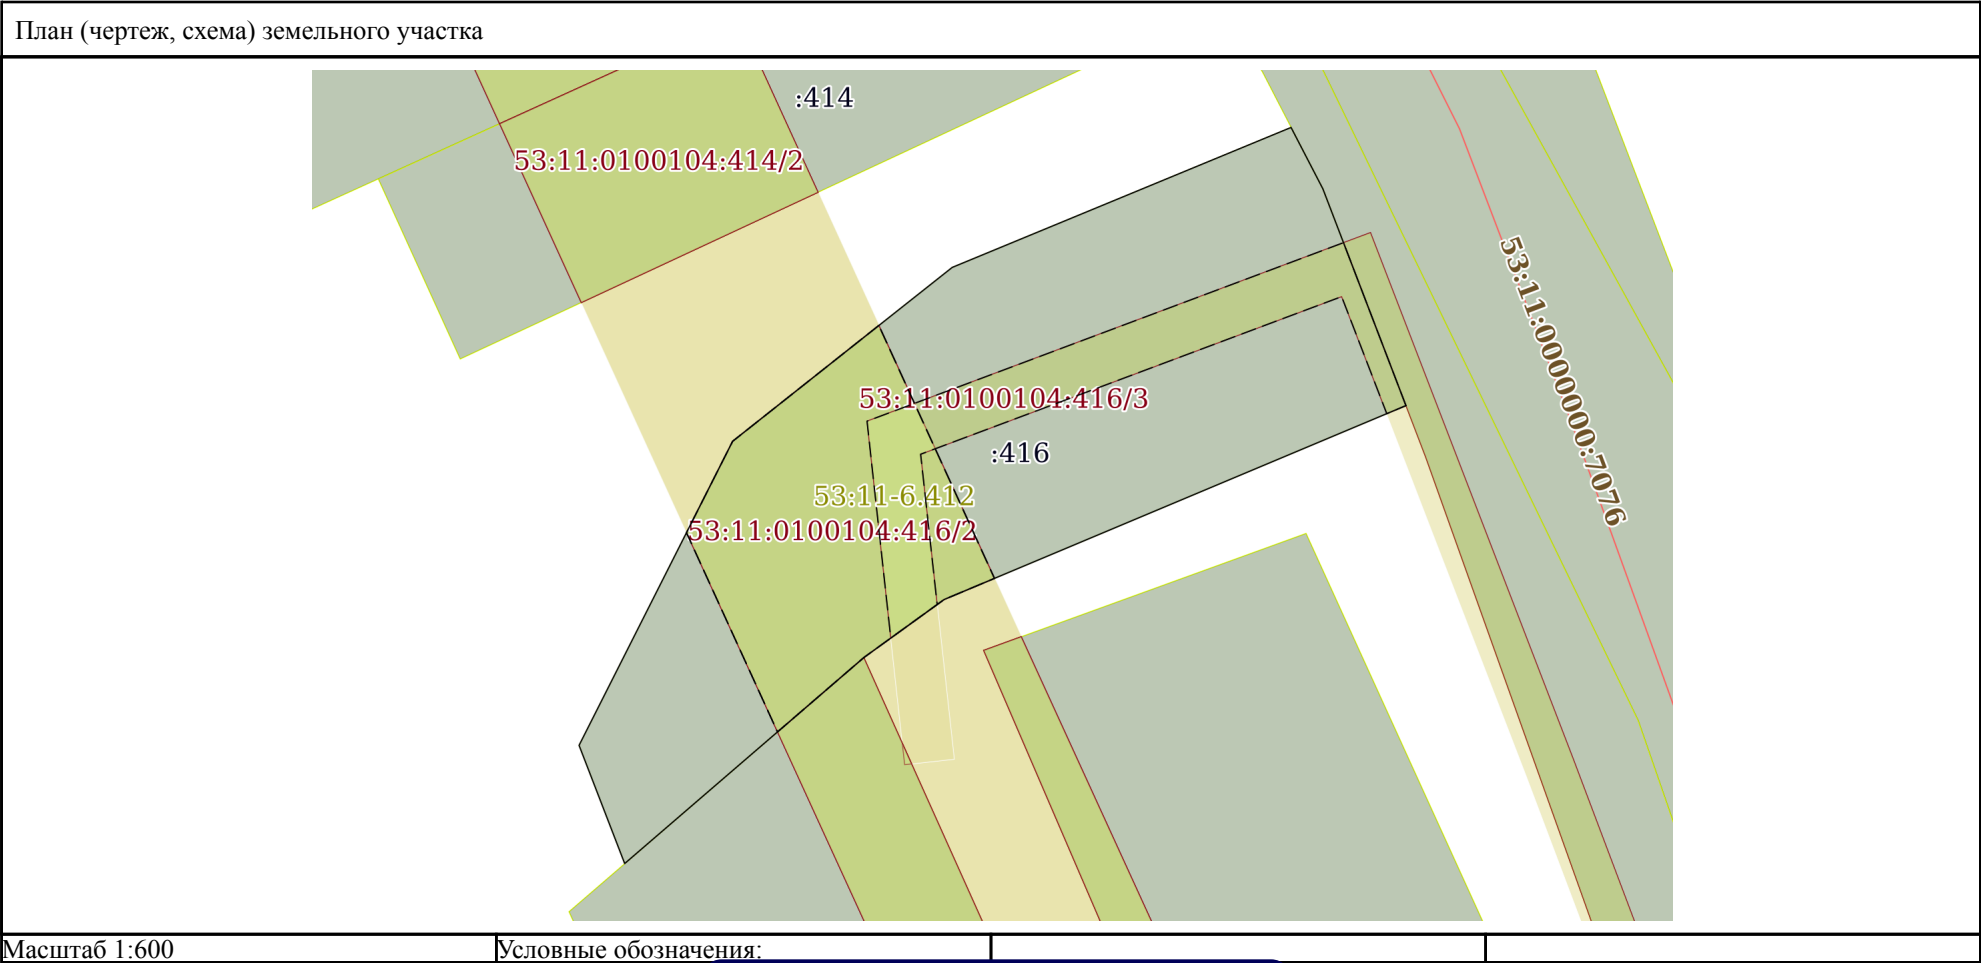 План (чертеж, схема) земельного участка
:414
53:11:0100104:414/2
53:11:0000000:7076
53:11:0100104:416/3
:416
53:11-6.412
53:11:0100104:416/2
Масштаб 1:600
Условные обозначения: